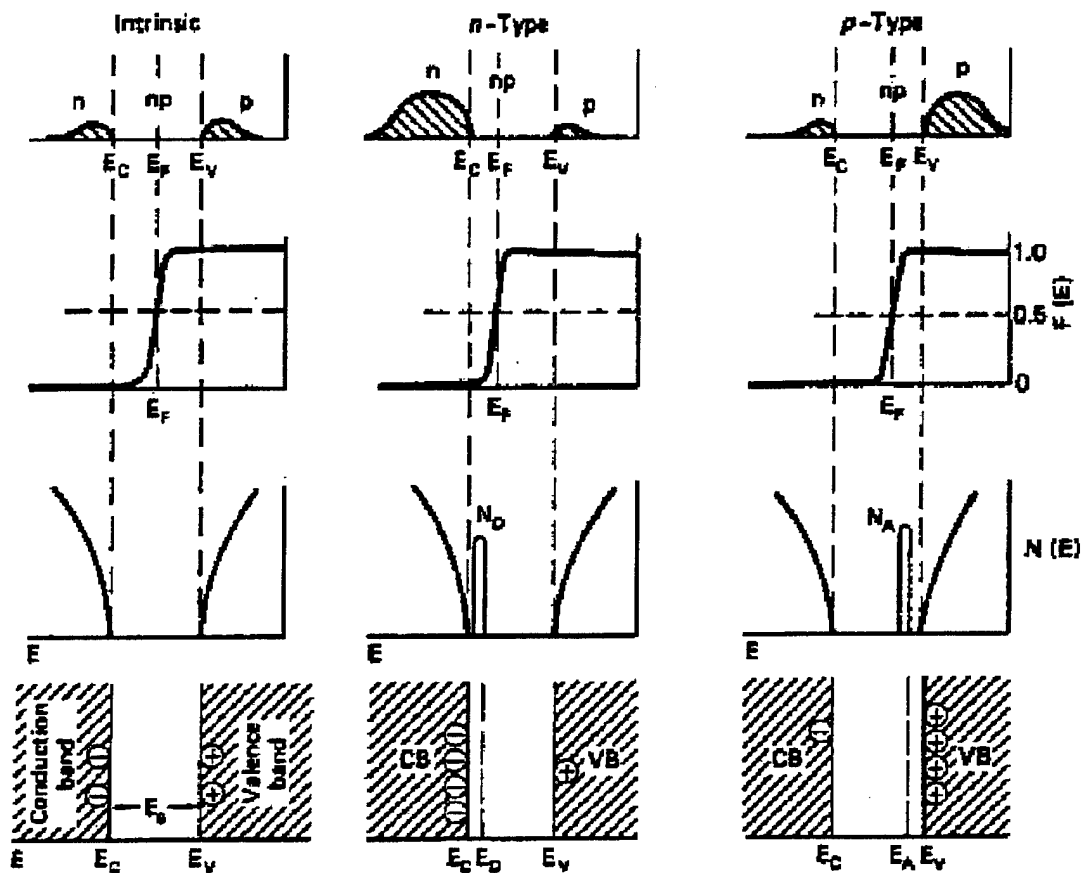 Intrinsic n-Type p-Type
n np p n np p n np p
E_C E_F E_V E_C E_F E_V E_C E_F E_V
1.0
0.5
F (E)
0
E_F E_F E_F
N_D N_A
N (E)
E E E
Conduction band
Valence band
E_g
CB VB CB VB
E E_C E_V E_C E_D E_V E_C E_A E_V